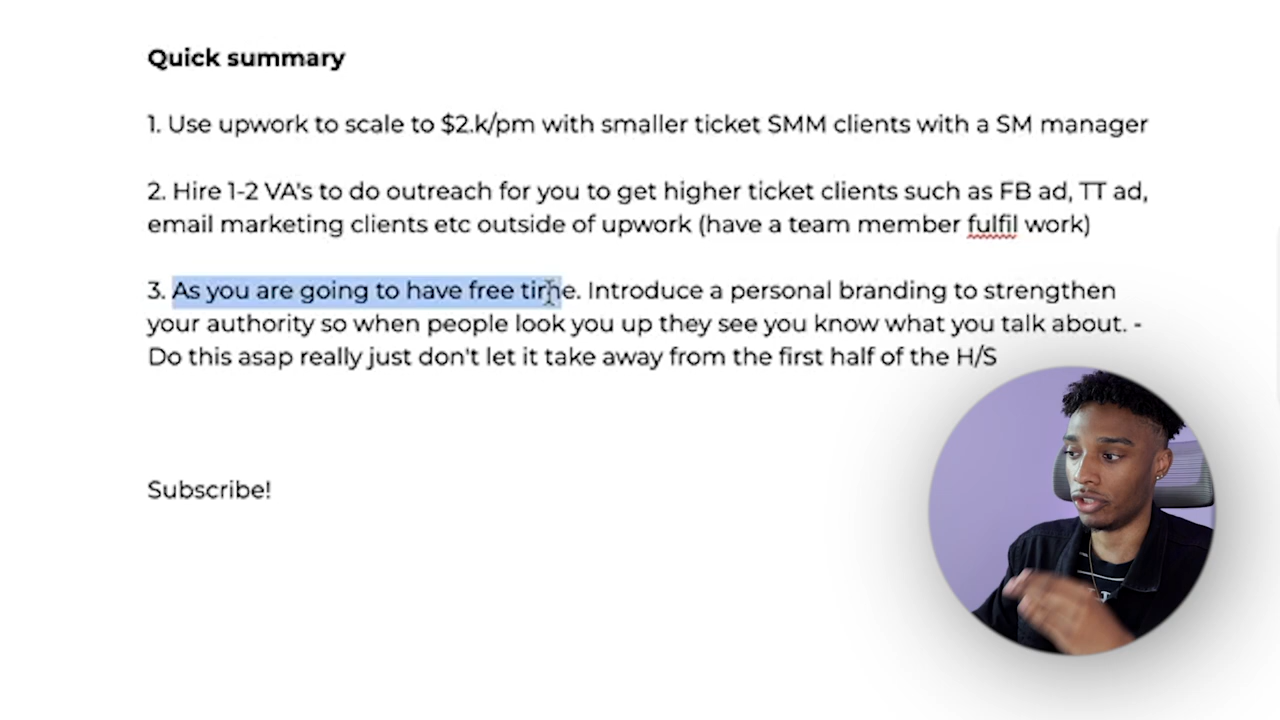 Quick summary
1. Use upwork to scale to $2.k/pm with smaller ticket SMM clients with a SM manager
2. Hire 1-2 VA's to do outreach for you to get higher ticket clients such as FB ad, TT ad,
email marketing clients etc outside of upwork (have a team member fulfil work)
3. As you are going to have free time. Introduce a personal branding to strengthen
your authority so when people look you up they see you know what you talk about. -
Do this asap really just don't let it take away from the first half of the H/S
Subscribe!